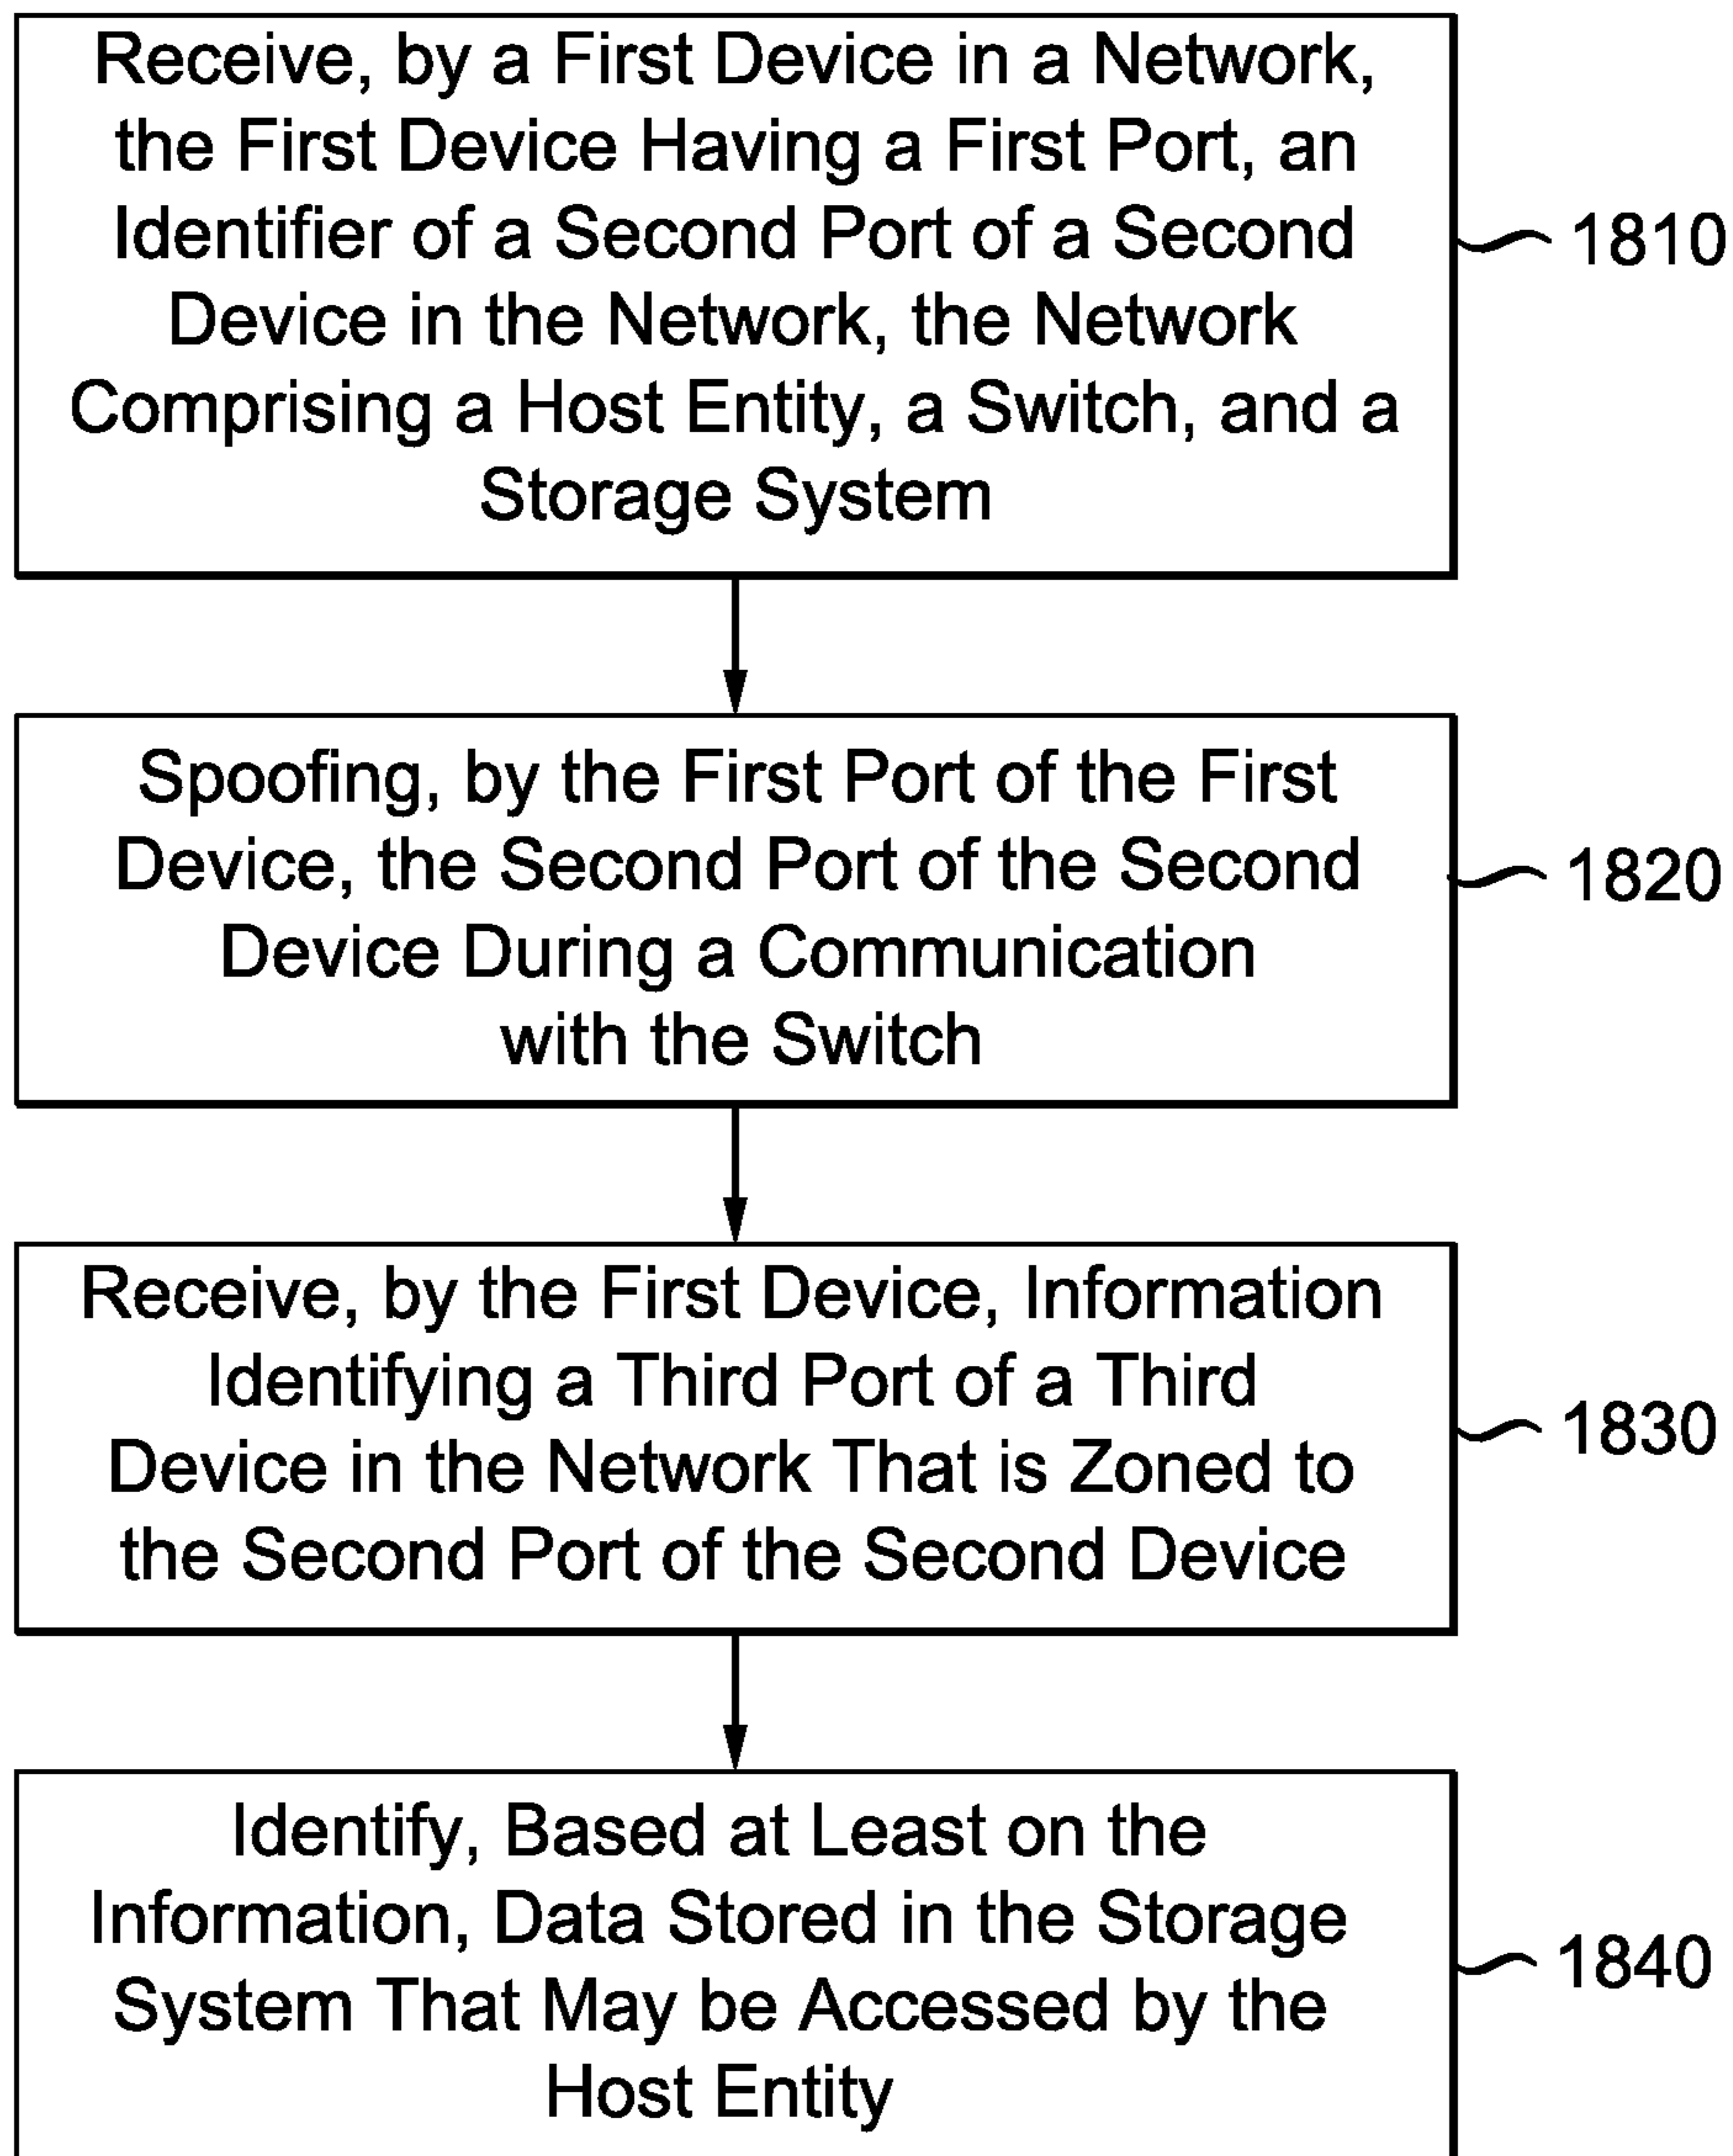 Receive, by a First Device in a Network,
the First Device Having a First Port, an
Identifier of a Second Port of a Second
Device in the Network, the Network
Comprising a Host Entity, a Switch, and a
Storage System
1810
Spoofing, by the First Port of the First
Device, the Second Port of the Second
Device During a Communication
with the Switch
1820
Receive, by the First Device, Information
Identifying a Third Port of a Third
Device in the Network That is Zoned to
the Second Port of the Second Device
1830
Identify, Based at Least on the
Information, Data Stored in the Storage
System That May be Accessed by the
Host Entity
1840